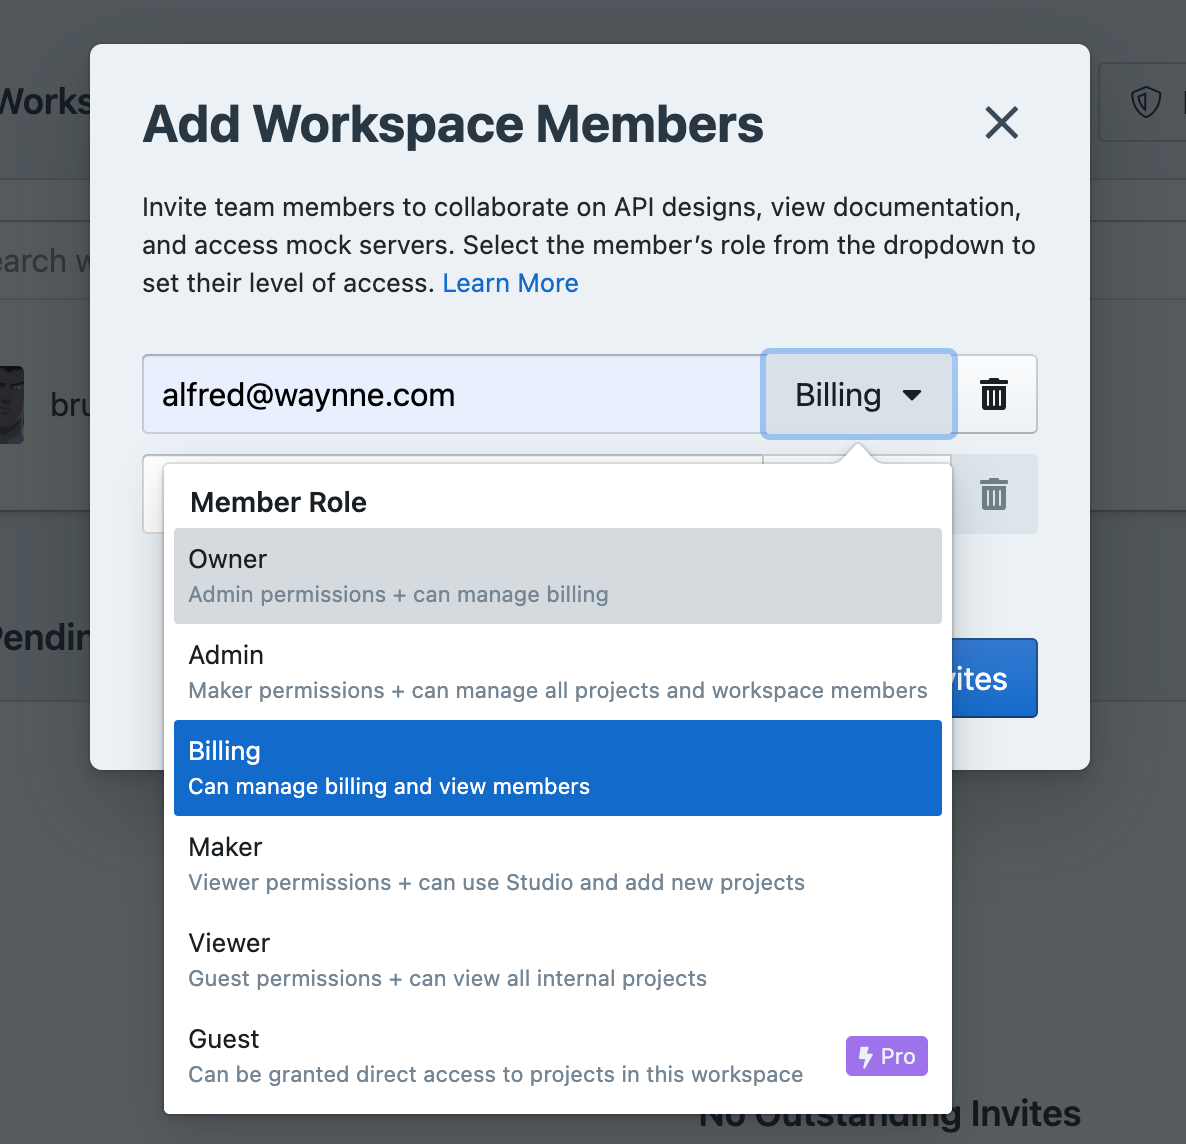 Works
Add Workspace Members
Invite team members to collaborate on API designs, view documentation,
and access mock servers. Select the member's role from the dropdown to
set their level of access. Learn More
earch w
alfred@waynne.com
Billing
bru
Member Role
Owner
Admin permissions + can manage billing
Pendin
Admin
Maker permissions + can manage all projects and workspace members
vites
Billing
Can manage billing and view members
Maker
Viewer permissions + can use Studio and add new projects
Viewer
Guest permissions + can view all internal projects
Guest
Can be granted direct access to projects in this workspace
Pro
No Outstanding Invites